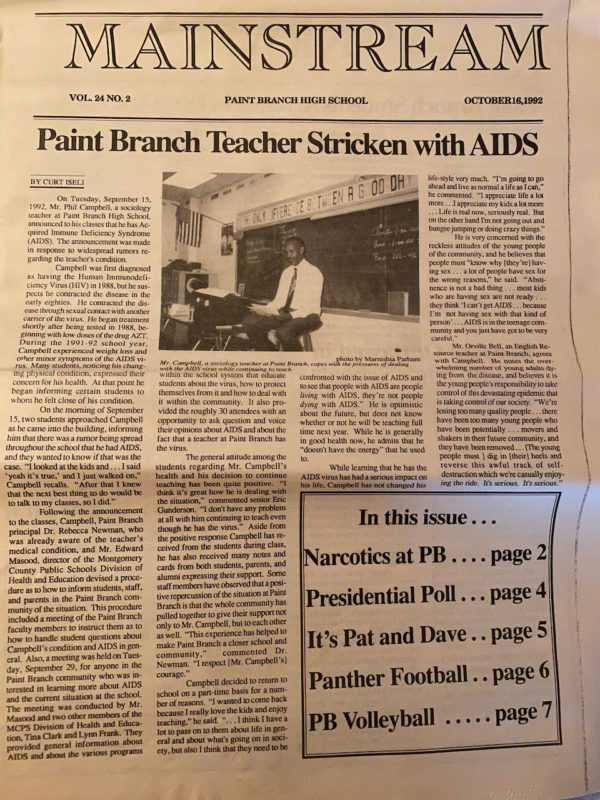 MAINSTREAM
VOL. 24 NO. 2 PAINT BRANCH HIGH SCHOOL OCTOBER 16, 1992
Paint Branch Teacher Stricken with AIDS
BY CURT ISELI
On Tuesday, September 15,
1992, Mr. Phil Campbell, a sociology
teacher at Paint Branch High School,
announced to his classes that he has Ac-
quired Immune Deficiency Syndrome
(AIDS). The announcement was made
in response to widespread rumors re-
garding the teacher's condition.
Campbell was first diagnosed
as having the Human Immunodefi-
ciency Virus (HIV) in 1988, but he sus-
pects he contracted the disease in the
early eighties. He contracted the dis-
ease through sexual contact with another
carrier of the virus. He began treatment
shortly after being tested in 1988, be-
ginning with low doses of the drug AZT.
During the 1991-92 school year,
Campbell experienced weight loss and
other minor symptoms of the AIDS vi-
rus. Many students, noticing his chang-
ing physical condition, expressed their
concern for his health. At that point he
began informing certain students to
whom he felt close of his condition.
On the morning of September
15, two students approached Campbell
as he came into the building, informing
him that there was a rumor being spread
throughout the school that he had AIDS,
and they wanted to know if that was the
case. "I looked at the kids and . . . I said
'yeah it's true,' and I just walked on,"
Campbell recalls. "After that I knew
that the next best thing to do would be
to talk to my classes, so I did."
Following the announcement
to the classes, Campbell, Paint Branch
principal Dr. Rebecca Newman, who
was already aware of the teacher's
medical condition, and Mr. Edward
Masood, director of the Montgomery
County Public Schools Division of
Health and Education devised a proce-
dure as to how to inform students, staff,
and parents in the Paint Branch com-
munity of the situation. This procedure
included a meeting of the Paint Branch
faculty members to instruct them as to
how to handle student questions about
Campbell's condition and AIDS in gen-
eral. Also, a meeting was held on Tues-
day, September 29, for anyone in the
Paint Branch community who was in-
terested in learning more about AIDS
and the current situation at the school.
The meeting was conducted by Mr.
Masood and two other members of the
MCPS Division of Health and Educa-
tion, Tina Clark and Lynn Frank. They
provided general information about
AIDS and about the various programs
ONLY DIFFERENCE BETWEEN A GOOD
photo by Marnishia Parham
Mr. Campbell, a sociology teacher at Paint Branch, copes with the pressures of dealing
with the AIDS virus while continuing to teach
within the school system that educate
students about the virus, how to protect
themselves from it and how to deal with
it within the community. It also pro-
vided the roughly 30 attendees with an
opportunity to ask question and voice
their opinions about AIDS and about the
fact that a teacher at Paint Branch has
the virus.
The general attitude among the
students regarding Mr. Campbell's
health and his decision to continue
teaching has been quite positive. "I
think it's great how he is dealing with
the situation," commented senior Eric
Gunderson. "I don't have any problem
at all with him continuing to teach even
though he has the virus." Aside from
the positive response Campbell has re-
ceived from the students during class,
he has also received many notes and
cards from both students, parents, and
alumni expressing their support. Some
staff members have observed that a posi-
tive repercussion of the situation at Paint
Branch is that the whole community has
pulled together to give their support not
only to Mr. Campbell, but to each other
as well. "This experience has helped to
make Paint Branch a closer school and
community," commented Dr.
Newman. "I respect [Mr. Campbell's]
courage."
Campbell decided to return to
school on a part-time basis for a num-
ber of reasons. "I wanted to come back
because I really love the kids and enjoy
teaching," he said. ". . . I think I have a
lot to pass on to them about life in gen-
eral and about what's going on in soci-
ety, but also I think that they need to be
confronted with the issue of AIDS and
to see that people with AIDS are people
living with AIDS, they're not people
dying with AIDS." He is optimistic
about the future, but does not know
whether or not he will be teaching full
time next year. While he is generally
in good health now, he admits that he
"doesn't have the energy" that he used
to.
While learning that he has the
AIDS virus has had a serious impact on
his life, Campbell has not changed his
life-style very much. "I'm going to go
ahead and live as normal a life as I can,"
he commented. "I appreciate life a lot
more . . . I appreciate my kids a lot more
. . . Life is real now, seriously real. But
on the other hand I'm not going out and
bungee jumping or doing crazy things."
He is very concerned with the
reckless attitudes of the young people
of the community, and he believes that
people must "know why [they're] hav-
ing sex . . . a lot of people have sex for
the wrong reasons," he said. "Absti-
nence is not a bad thing . . . most kids
who are having sex are not ready . . .
they think 'I can't get AIDS . . . because
I'm not having sex with that kind of
person' . . . AIDS is in the teenage com-
munity and you just have got to be very
careful."
Mr. Orville Bell, an English Re-
source teacher at Paint Branch, agrees
with Campbell. He notes the over-
whelming number of young adults dy-
ing from the disease, and believes it is
the young people's responsibility to take
control of this devastating epidemic that
is taking control of our society. "We're
losing too many quality people . . . there
have been too many young people who
have been potentially . . . movers and
shakers in their future community, and
they have been removed . . . [The young
people must ] dig in [their] heels and
reverse this awful track of self-
destruction which we're casually enjoy-
ing the ride. It's serious. It's serious."
In this issue . . .
Narcotics at PB . . . . page 2
Presidential Poll . . . page 4
It's Pat and Dave . . page 5
Panther Football . . page 6
PB Volleyball . . . . . page 7